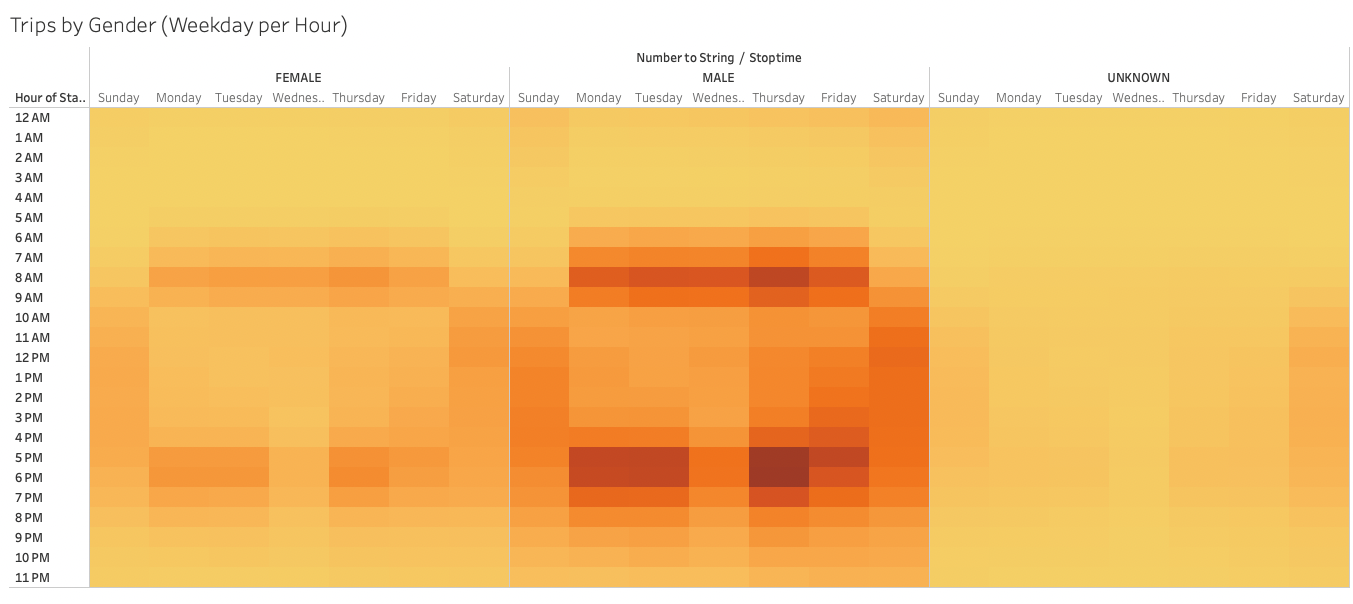 Trips by Gender (Weekday per Hour)
Number to String / Stoptime
FEMALE MALE UNKNOWN
Hour of Sta.. Sunday Monday Tuesday Wednes.. Thursday Friday Saturday Sunday Monday Tuesday Wednes.. Thursday Friday Saturday Sunday Monday Tuesday Wednes.. Thursday Friday Saturday
12 AM
1 AM
2 AM
3 AM
4 AM
5 AM
6 AM
7 AM
8 AM
9 AM
10 AM
11 AM
12 PM
1 PM
2 PM
3 PM
4 PM
5 PM
6 PM
7 PM
8 PM
9 PM
10 PM
11 PM